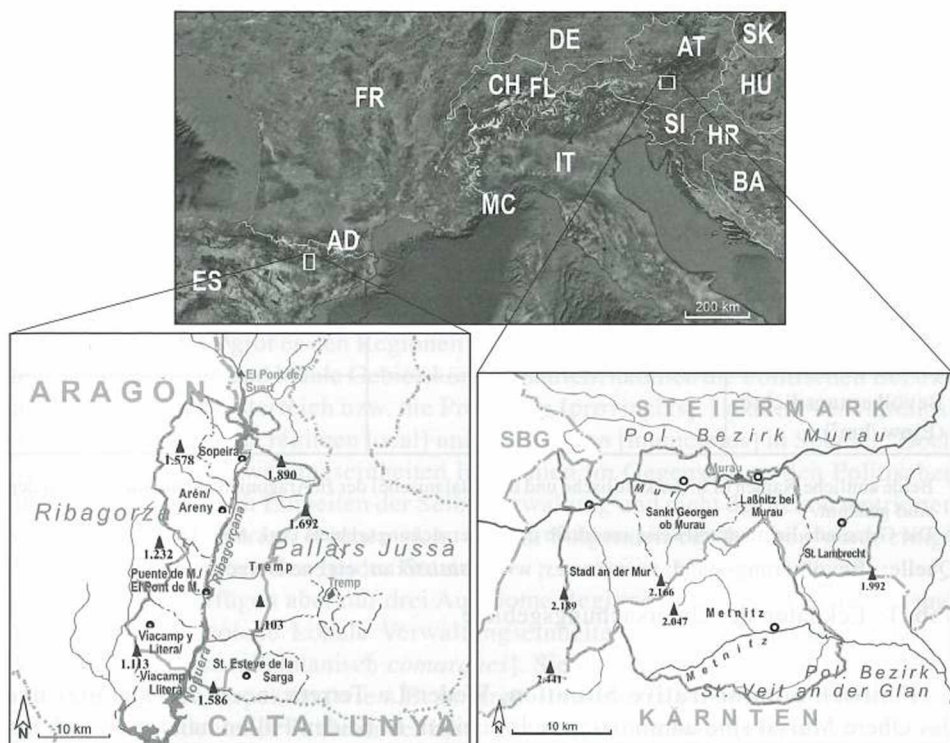 DE
AT
SK
FR
CH
FL
HU
SI
HR
IT
BA
MC
AD
ES
200 km
El Pont de
Suert
ARAGÓN
1.578
Sopeira
1.890
Arén/
Areny
1.692
Ribagorza
Noguera Ribagorçana
1.232
Pallars Jussà
Tremp
Tremp
Puente de M./
El Pont de M.
1.103
Viacamp y
Litera/
Viacamp i
Lliterà
1.113
St. Esteve de la
Sarga
1.586
CATALUNYA
N
10 km
STEIERMARK
Pol. Bezirk Murau
SBG
Murau
Mur
Sankt Georgen
ob Murau
Laßnitz bei
Murau
St. Lambrecht
Stadl an der Mur
2.166
1.992
2.189
2.047
Metnitz
Metnitz
2.441
Pol. Bezirk
St. Veit an der Glan
KÄRNTEN
N
10 km